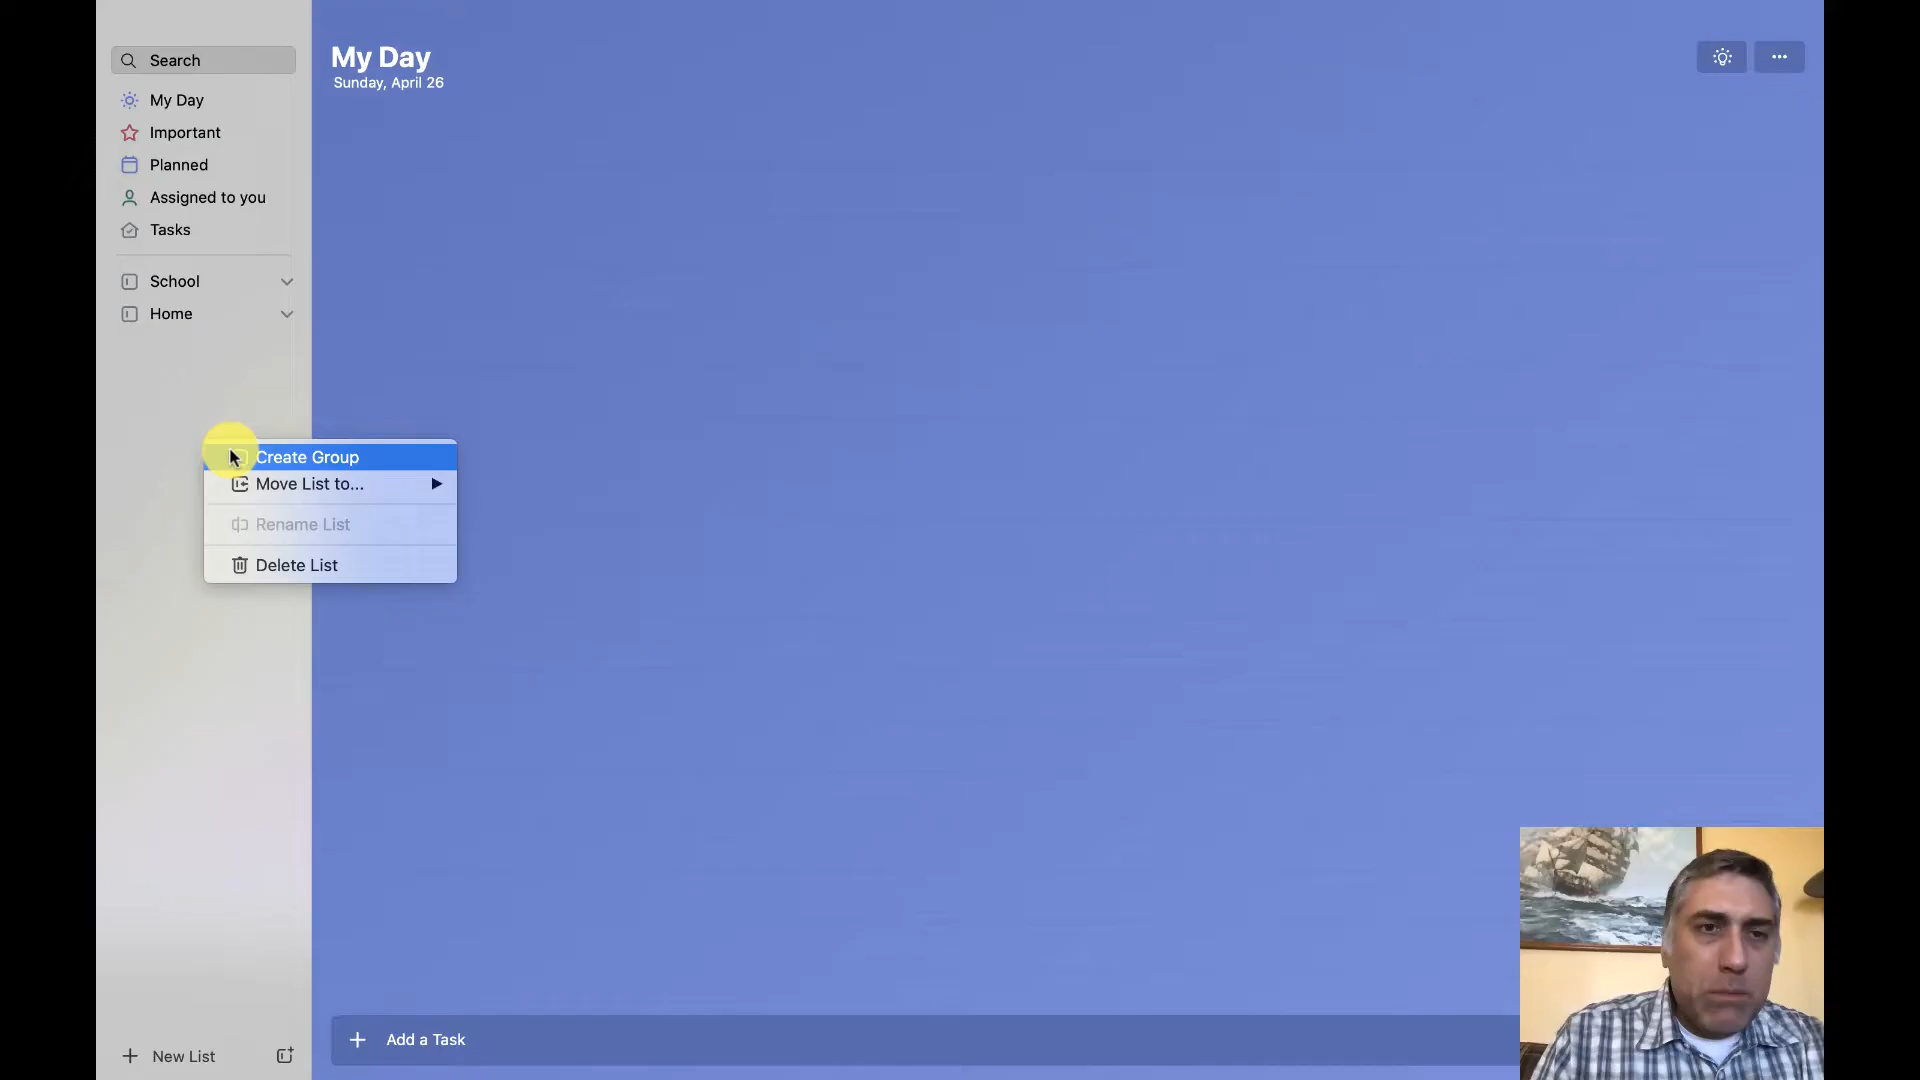 Search
My Day
Important
Planned
Assigned to you
Tasks
School
Home
Create Group
Move List to...
Rename List
Delete List
New List
My Day
Sunday, April 26
Add a Task